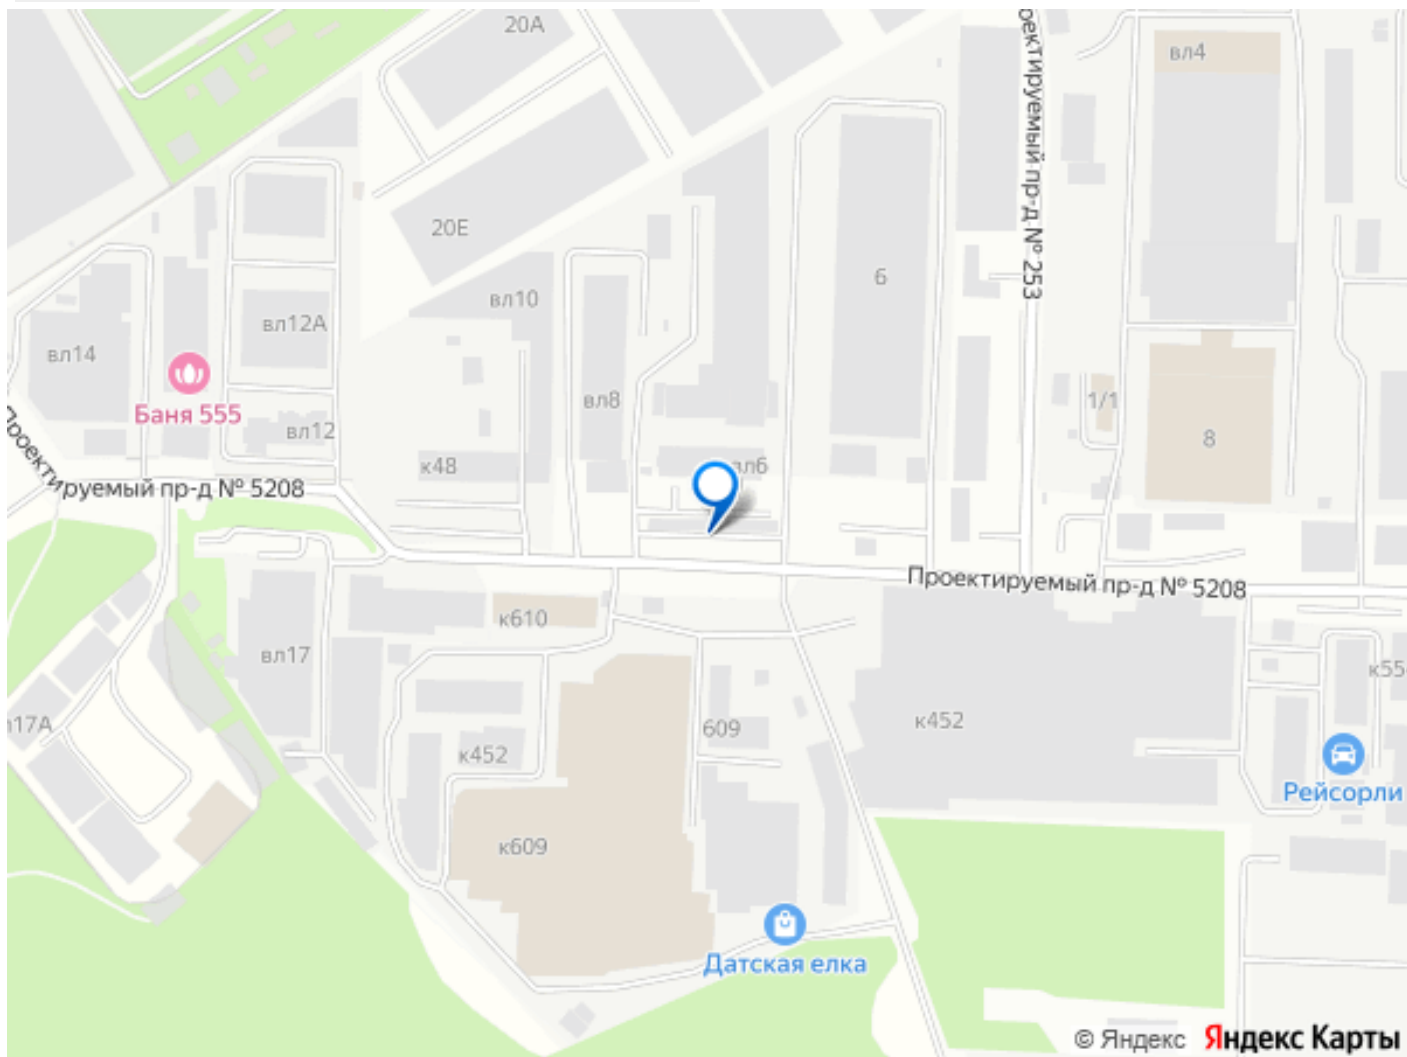 20А
вл4
20Е
оектируемый пр-д № 253
вл10
6
вл12А
вл14
Баня 555
вл8
1/1
вл12
8
к48
вл6
Проектируемый пр-д № 5208
Проектируемый пр-д № 5208
к610
вл17
к55
л17А
609
к452
к452
Рейсорли
к609
Датская елка
© Яндекс Яндекс Карты